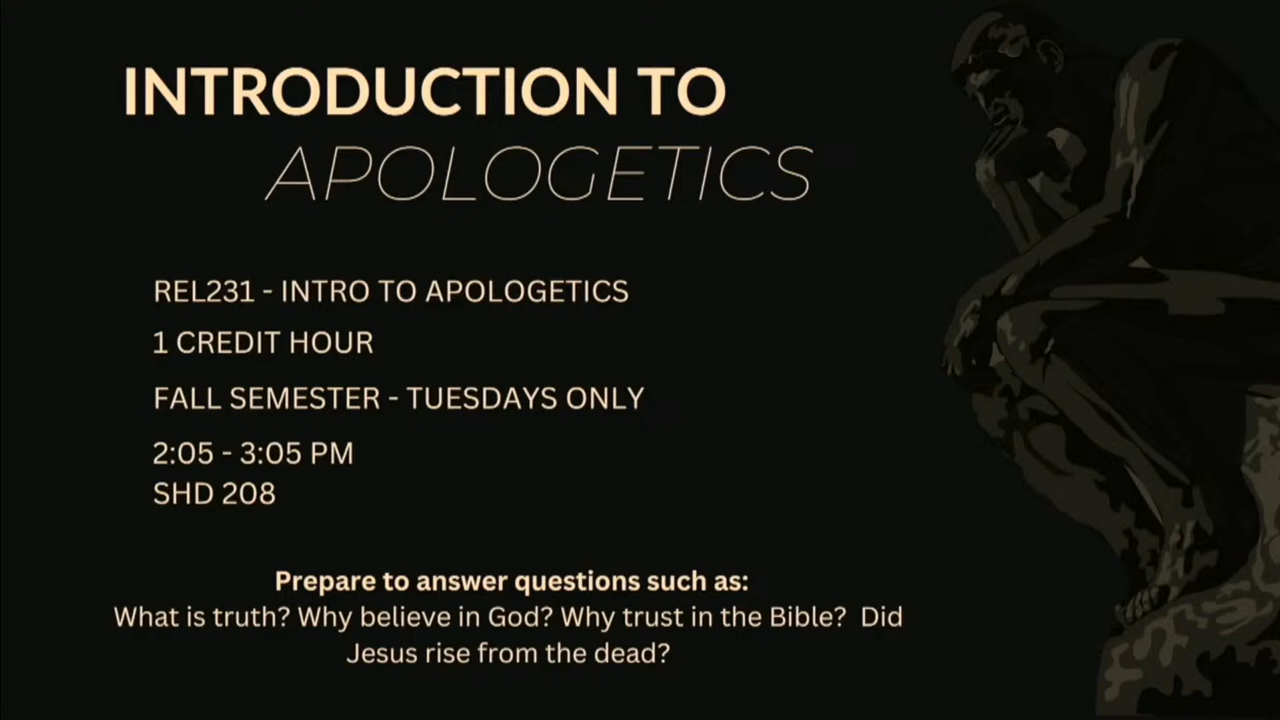 INTRODUCTION TO
APOLOGETICS
REL231 - INTRO TO APOLOGETICS
1 CREDIT HOUR
FALL SEMESTER - TUESDAYS ONLY
2:05 - 3:05 PM
SHD 208
Prepare to answer questions such as:
What is truth? Why believe in God? Why trust in the Bible? Did
Jesus rise from the dead?